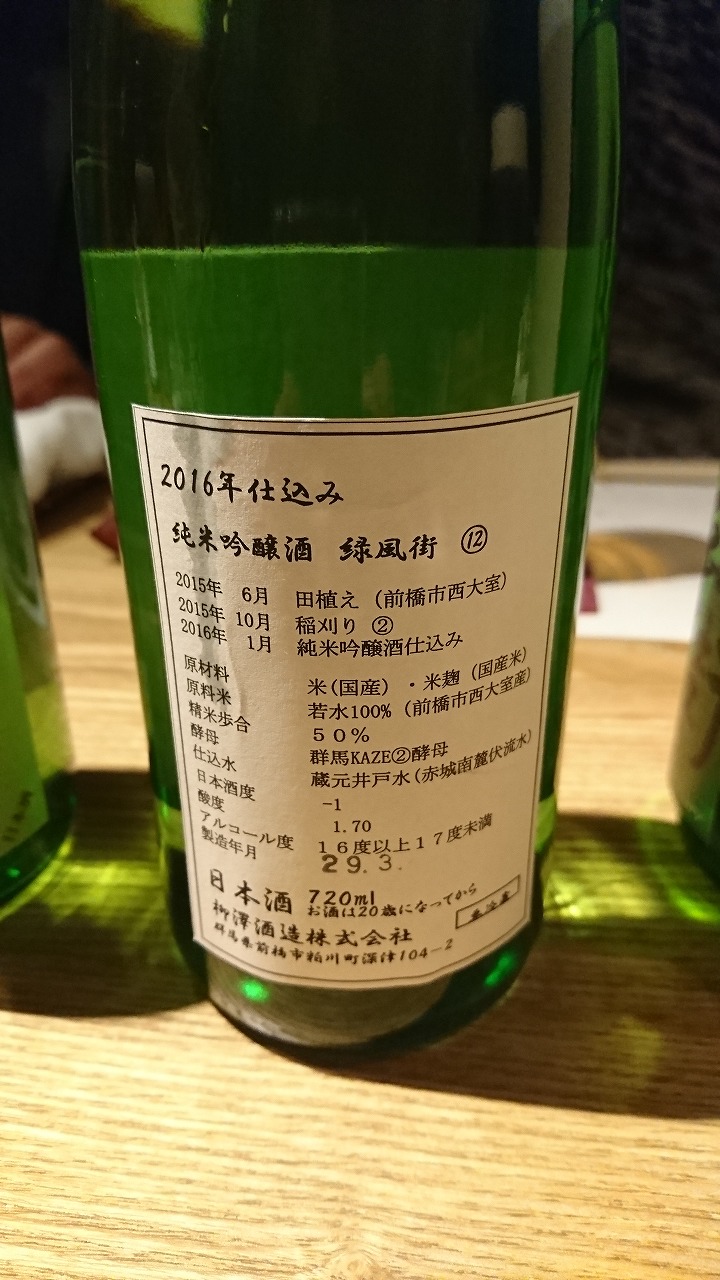 2016年仕込み
純米吟醸酒 緑風街 ⑫
2015年 6月 田植え (前橋市西大室)
2015年 10月 稲刈り ②
2016年 1月 純米吟醸酒仕込み
原材料 米(国産)・米麹(国産米)
原料米 若水100% (前橋市西大室産)
精米歩合 50%
酵母 群馬KAZE②酵母
仕込水 蔵元井戸水(赤城南麓伏流水)
日本酒度 -1
酸度 1.70
アルコール度 16度以上17度未満
製造年月 29.3.
日本酒 720ml
お酒は20歳になってから
要冷蔵
柳澤酒造株式会社
群馬県前橋市粕川町深津104-2